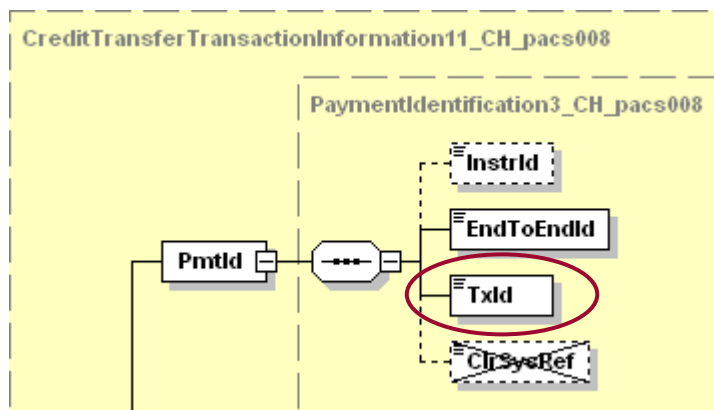 CreditTransferTransactionInformation11_CH_pacs008
PaymentIdentification3_CH_pacs008
InstrId
EndToEndId
PmtId
TxId
ClrSysRef